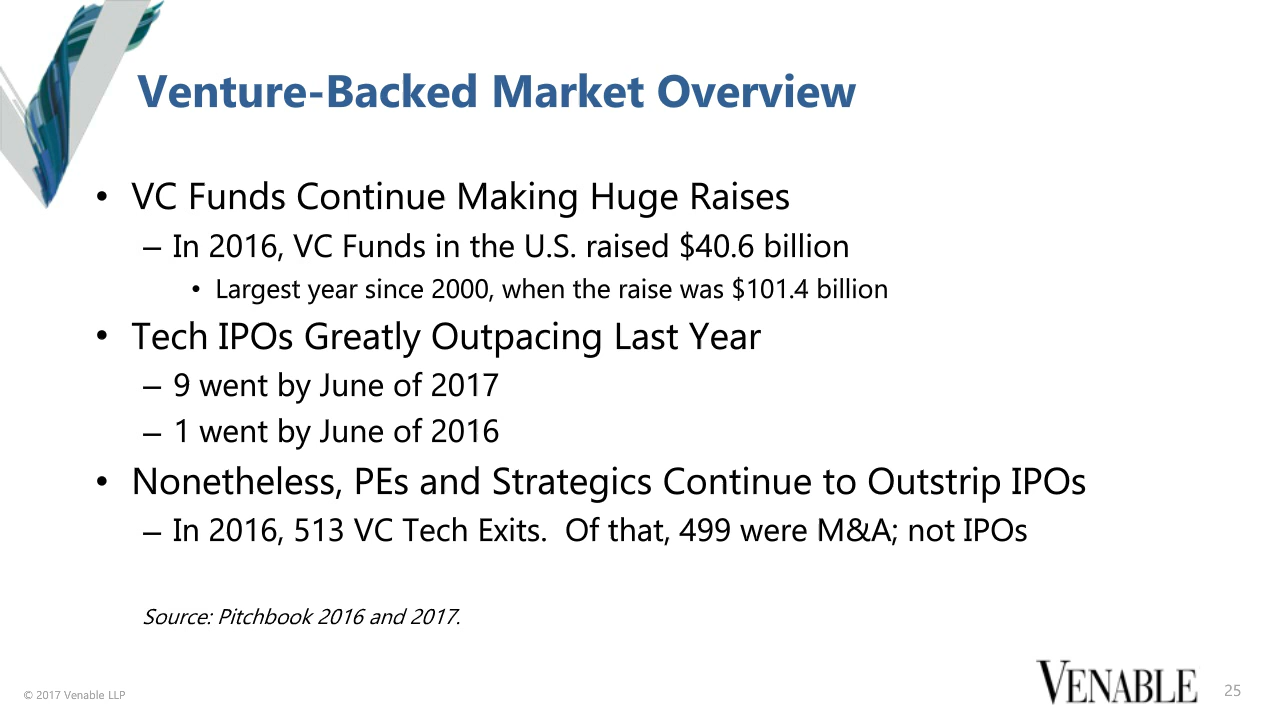 Venture-Backed Market Overview
• VC Funds Continue Making Huge Raises
– In 2016, VC Funds in the U.S. raised $40.6 billion
• Largest year since 2000, when the raise was $101.4 billion
• Tech IPOs Greatly Outpacing Last Year
– 9 went by June of 2017
– 1 went by June of 2016
• Nonetheless, PEs and Strategics Continue to Outstrip IPOs
– In 2016, 513 VC Tech Exits.  Of that, 499 were M&A; not IPOs
Source: Pitchbook 2016 and 2017.
© 2017 Venable LLP
VENABLE
25